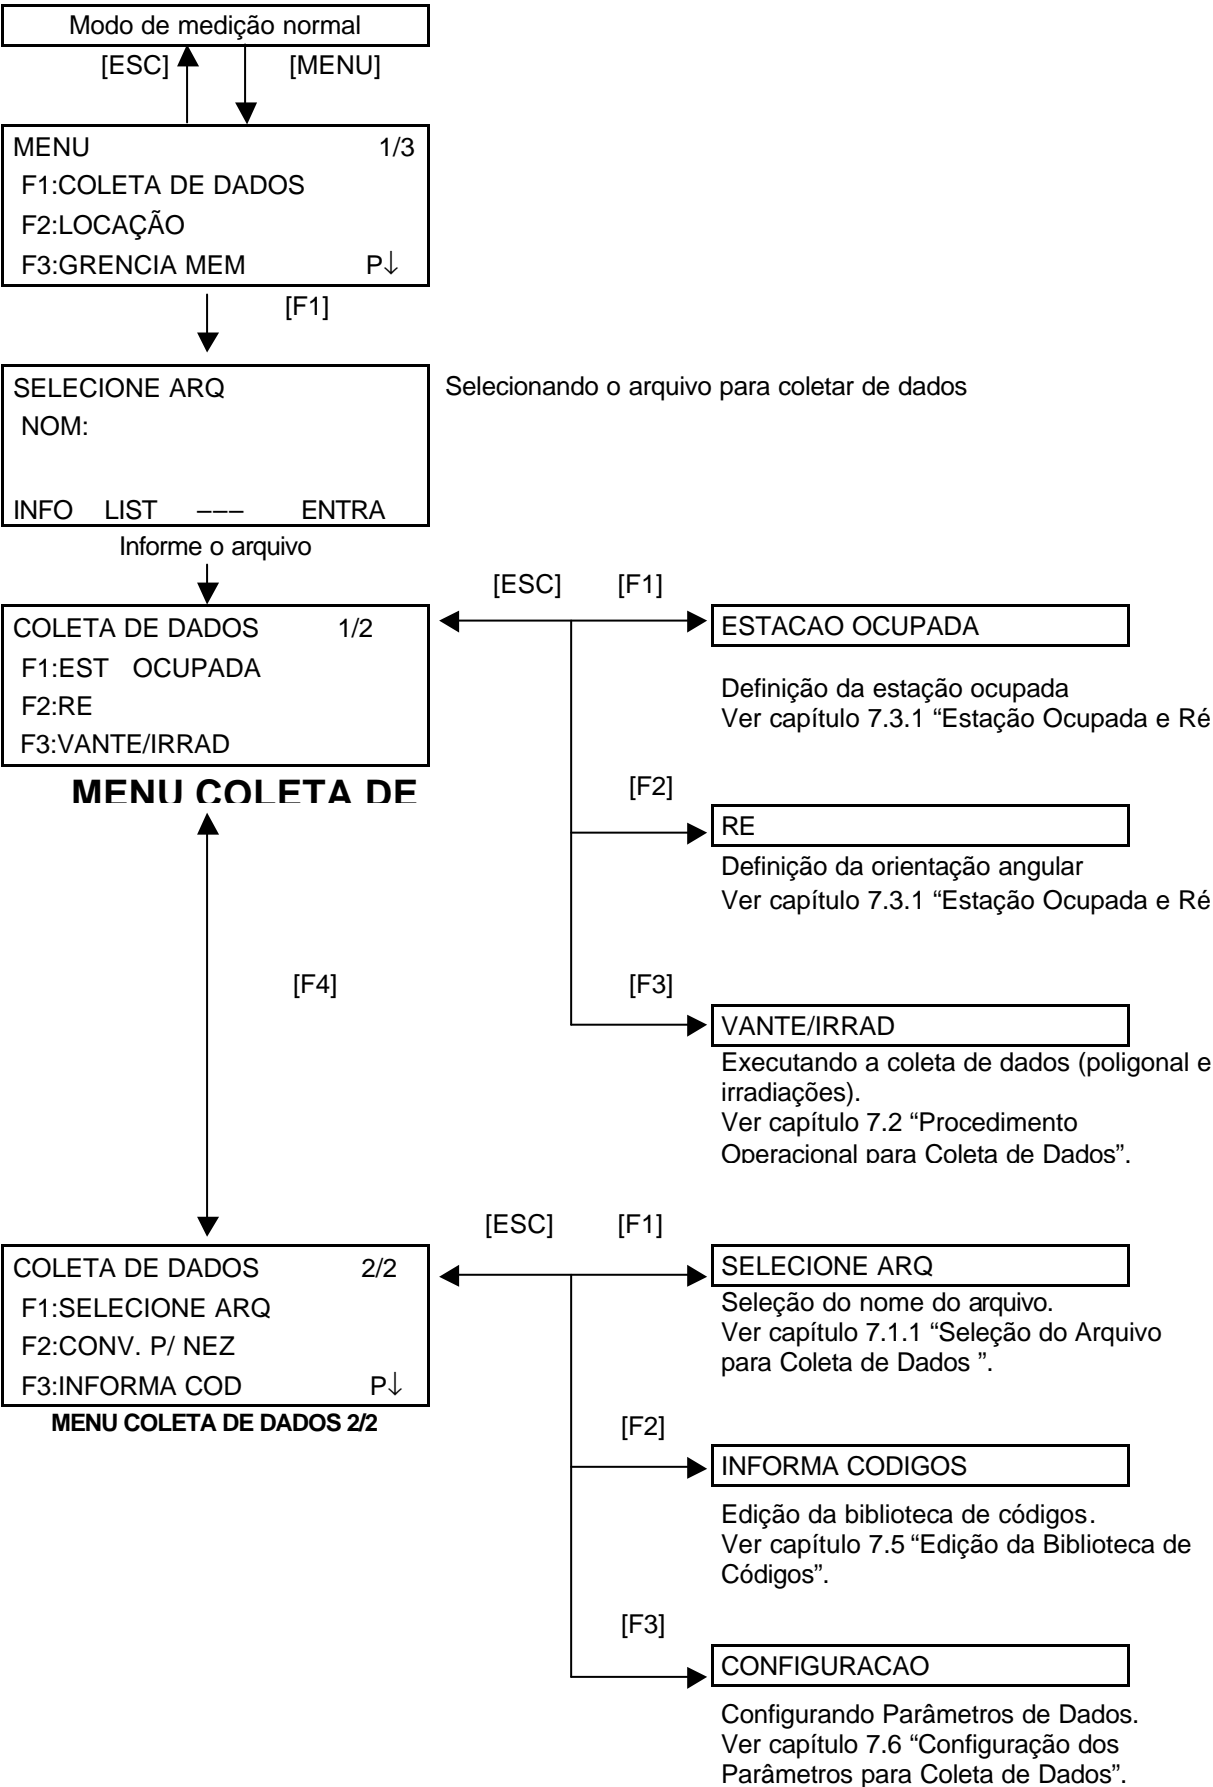 Modo de medição normal
[ESC] [MENU]
MENU 1/3
F1:COLETA DE DADOS
F2:LOCAÇÃO
F3:GRENCIA MEM P↓
[F1]
SELECIONE ARQ
NOM:
INFO LIST ––– ENTRA
Selecionando o arquivo para coletar de dados
Informe o arquivo
[ESC] [F1]
COLETA DE DADOS 1/2
F1:EST OCUPADA
F2:RE
F3:VANTE/IRRAD
MENU COLETA DE
ESTACAO OCUPADA
Definição da estação ocupada
Ver capítulo 7.3.1 “Estação Ocupada e Ré
[F2]
RE
Definição da orientação angular
Ver capítulo 7.3.1 “Estação Ocupada e Ré
[F4]
[F3]
VANTE/IRRAD
Executando a coleta de dados (poligonal e
irradiações).
Ver capítulo 7.2 “Procedimento
Operacional para Coleta de Dados”.
[ESC] [F1]
COLETA DE DADOS 2/2
F1:SELECIONE ARQ
F2:CONV. P/ NEZ
F3:INFORMA COD P↓
MENU COLETA DE DADOS 2/2
SELECIONE ARQ
Seleção do nome do arquivo.
Ver capítulo 7.1.1 “Seleção do Arquivo
para Coleta de Dados ”.
[F2]
INFORMA CODIGOS
Edição da biblioteca de códigos.
Ver capítulo 7.5 “Edição da Biblioteca de
Códigos”.
[F3]
CONFIGURACAO
Configurando Parâmetros de Dados.
Ver capítulo 7.6 “Configuração dos
Parâmetros para Coleta de Dados”.